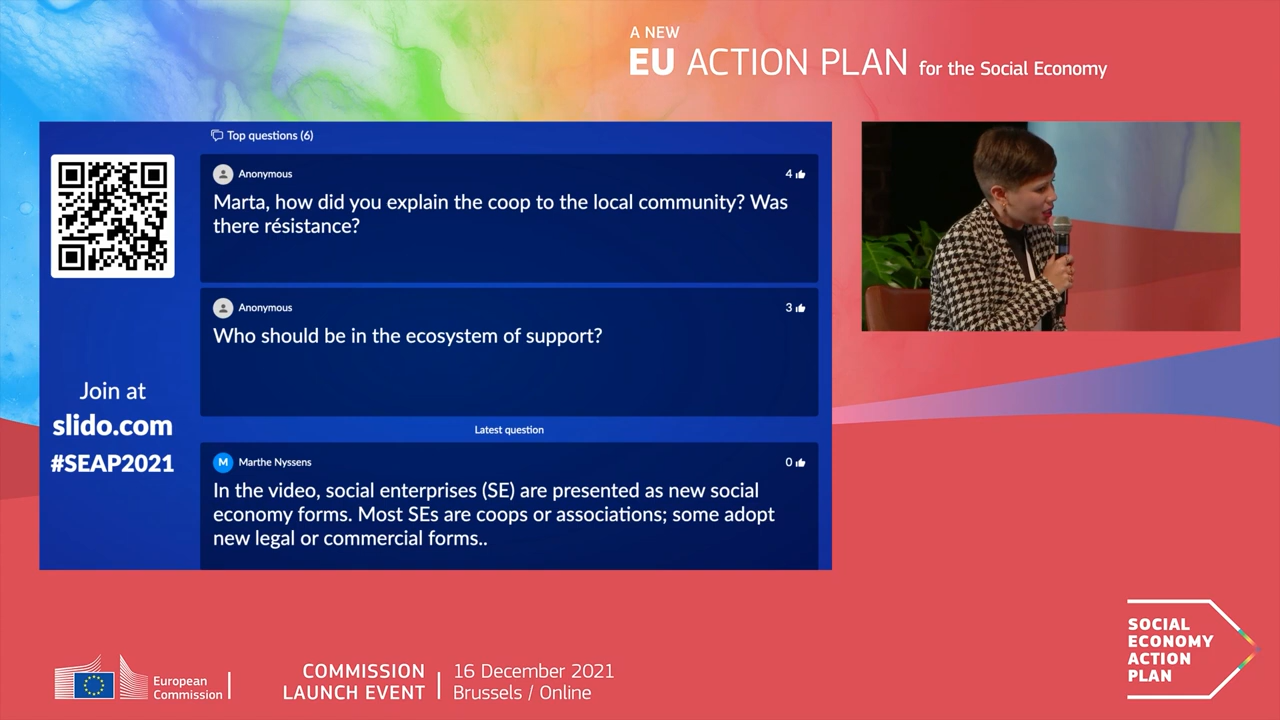 A NEW
EU ACTION PLAN for the Social Economy
Top questions (6)
Anonymous
4
Marta, how did you explain the coop to the local community? Was
there résistance?
Anonymous
3
Who should be in the ecosystem of support?
Join at
slido.com
#SEAP2021
Latest question
M Marthe Nyssens
0
In the video, social enterprises (SE) are presented as new social
economy forms. Most SEs are coops or associations; some adopt
new legal or commercial forms..
European
Commission
COMMISSION
LAUNCH EVENT
16 December 2021
Brussels / Online
SOCIAL
ECONOMY
ACTION
PLAN